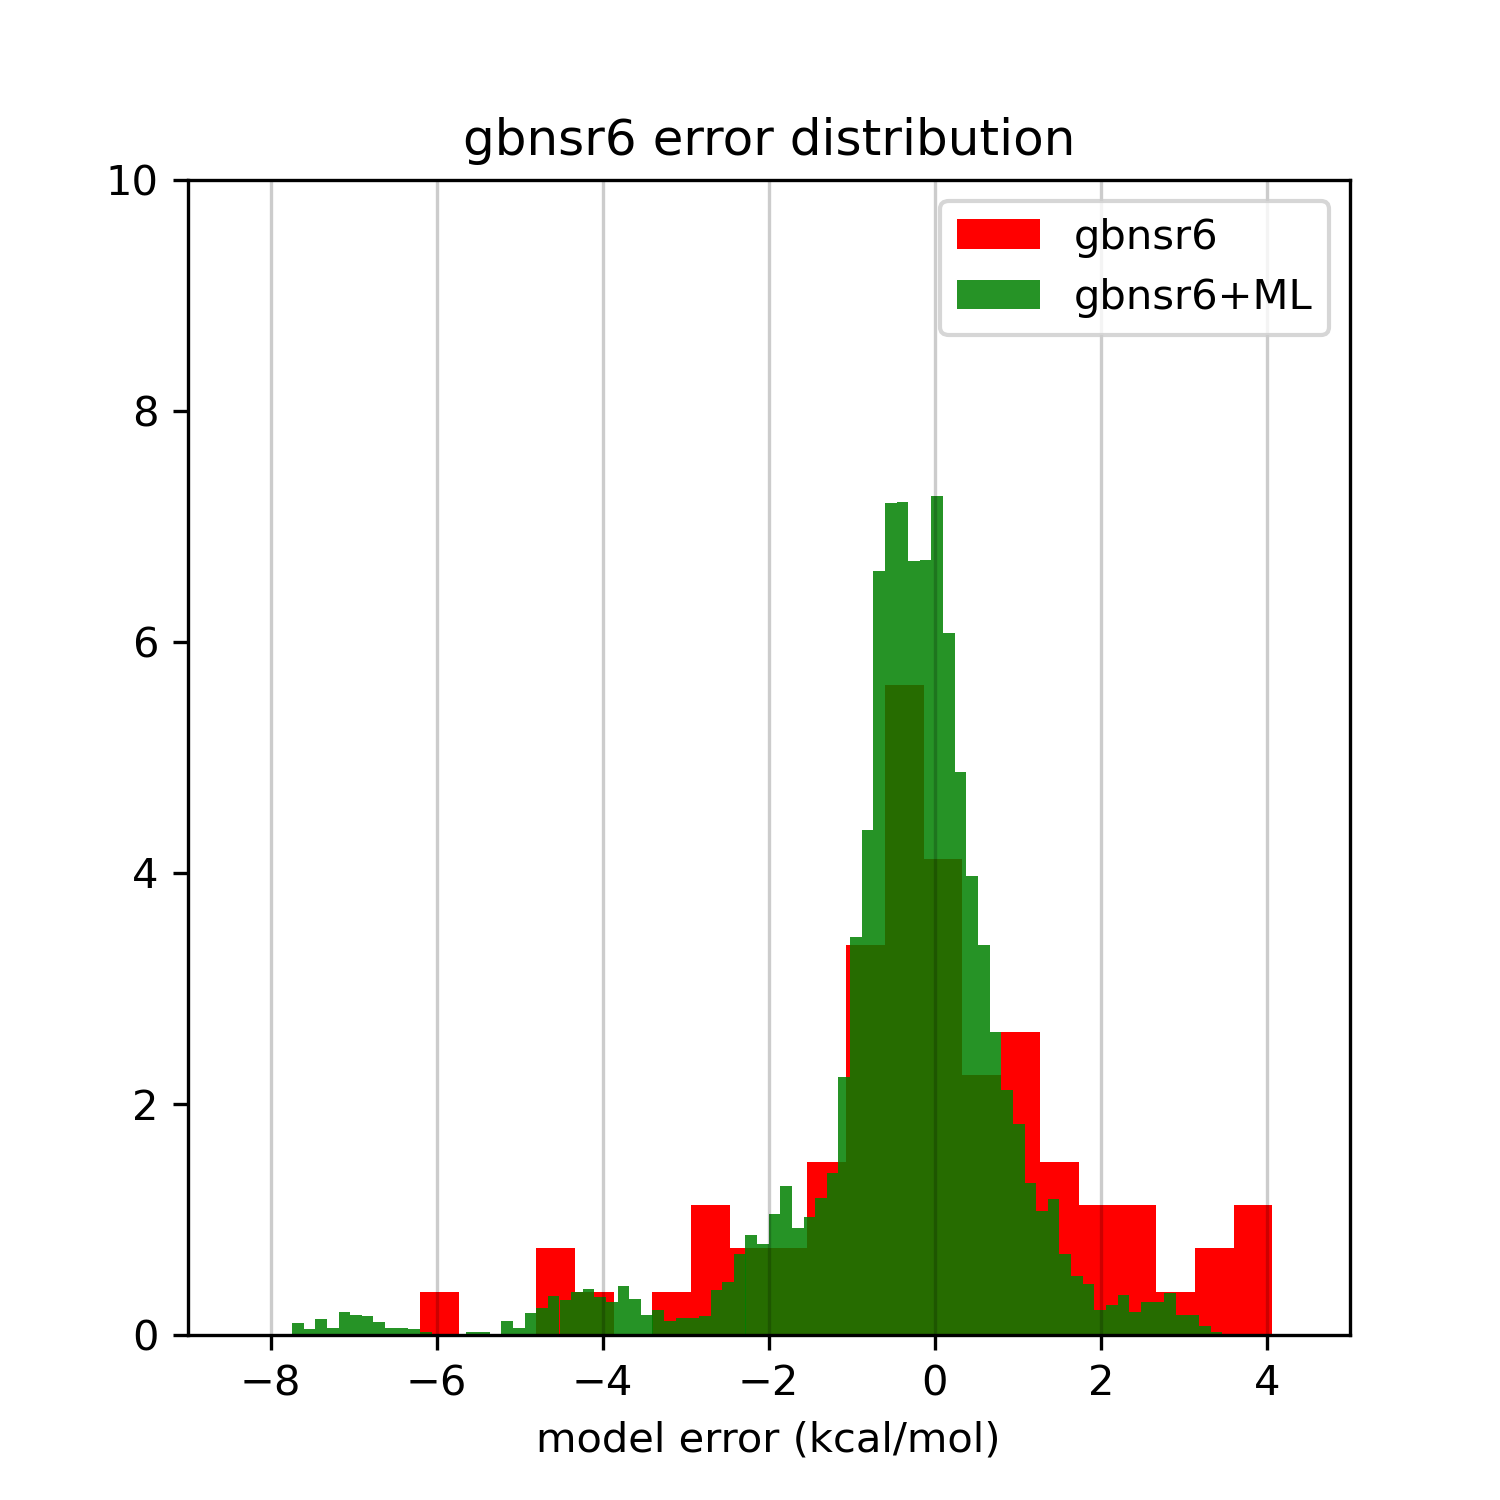 gbnsr6 error distribution
10
8
6
4
2
0
gbnsr6
gbnsr6+ML
−8 −6 −4 −2 0 2 4
model error (kcal/mol)